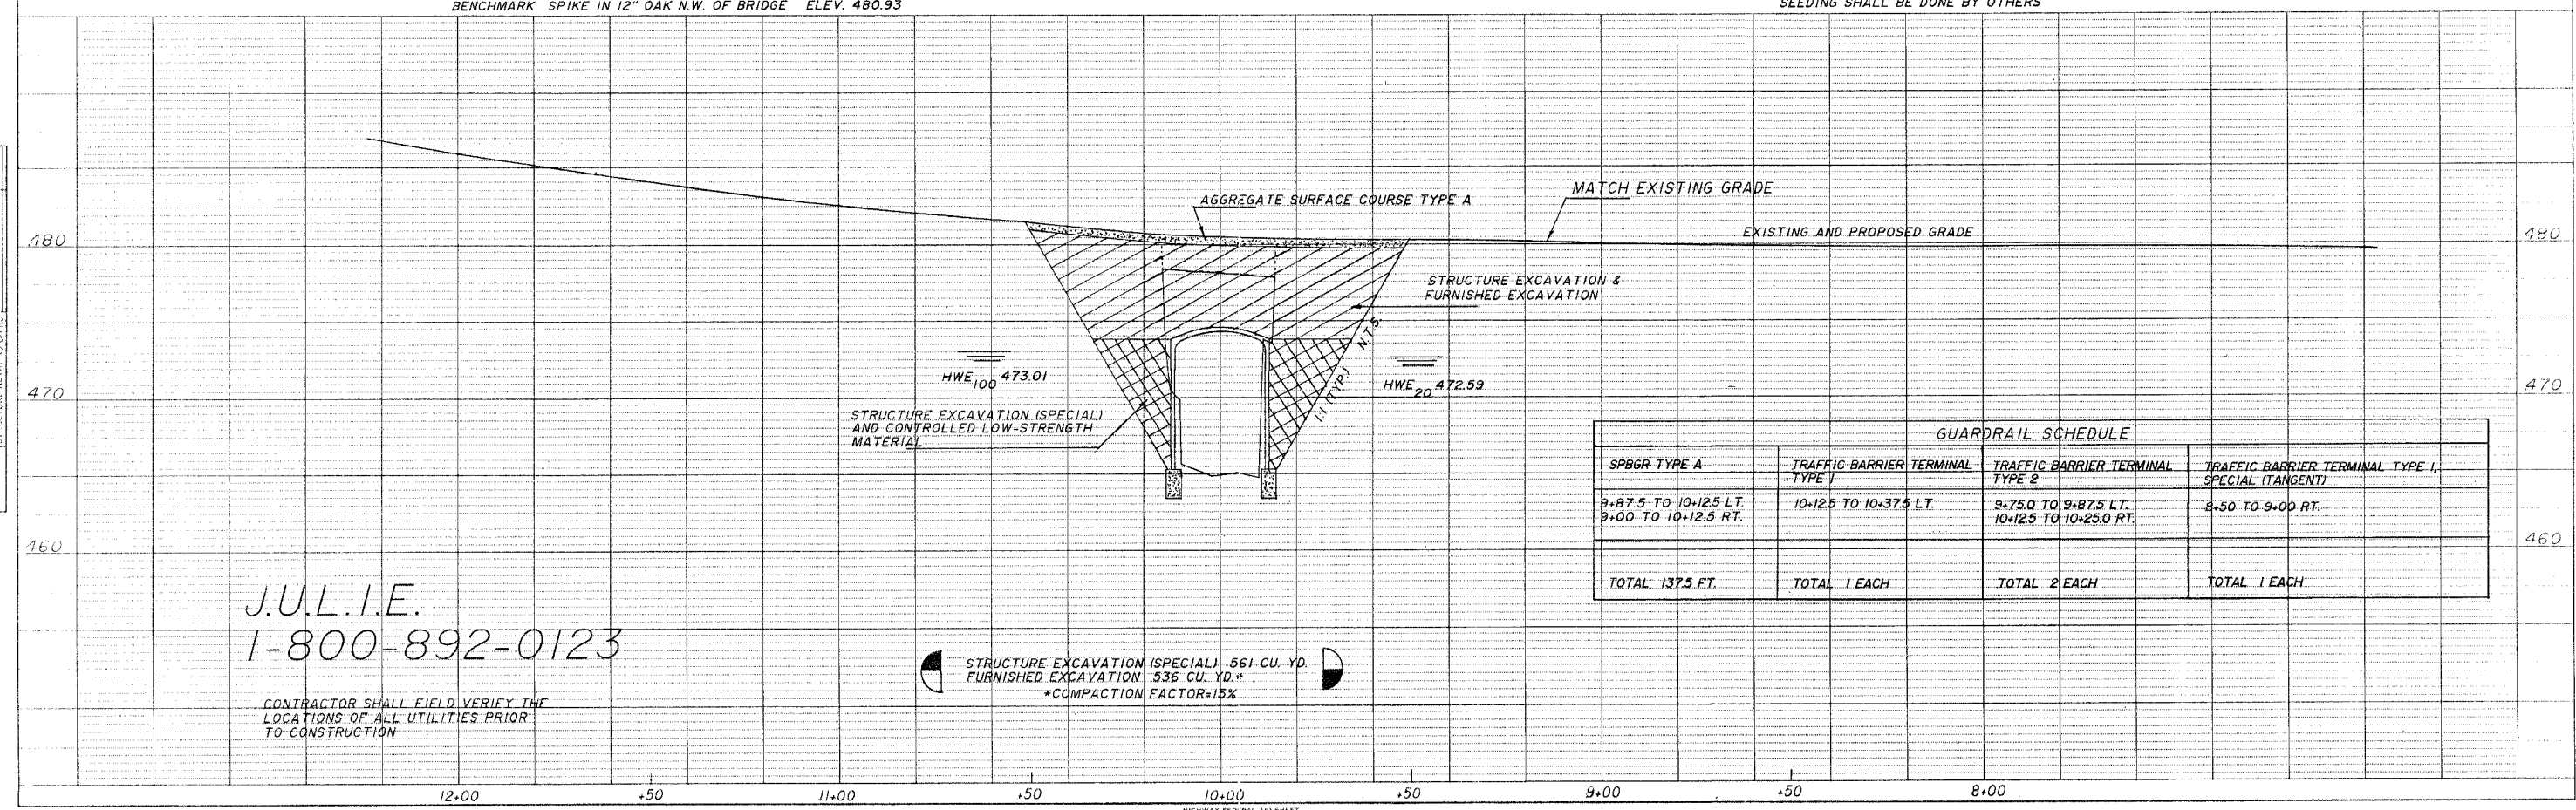 BENCHMARK SPIKE IN 12" OAK N.W. OF BRIDGE ELEV. 480.93
SEEDING SHALL BE DONE BY OTHERS
MATCH EXISTING GRADE
AGGREGATE SURFACE COURSE TYPE A
EXISTING AND PROPOSED GRADE
480
480
STRUCTURE EXCAVATION &
FURNISHED EXCAVATION
N.T.S.
1:1 (TYP.)
HWE100 473.01
HWE20 472.59
470
470
STRUCTURE EXCAVATION (SPECIAL)
AND CONTROLLED LOW-STRENGTH
MATERIAL
GUARDRAIL SCHEDULE
SPBGR TYPE A
TRAFFIC BARRIER TERMINAL
TYPE 1
TRAFFIC BARRIER TERMINAL
TYPE 2
TRAFFIC BARRIER TERMINAL TYPE 1,
SPECIAL (TANGENT)
9+87.5 TO 10+12.5 LT.
9+00 TO 10+12.5 RT.
10+12.5 TO 10+37.5 LT.
9+75.0 TO 9+87.5 LT.
10+12.5 TO 10+25.0 RT.
8+50 TO 9+00 RT.
TOTAL 137.5 FT.
TOTAL 1 EACH
TOTAL 2 EACH
TOTAL 1 EACH
460
460
J.U.L.I.E.
1-800-892-0123
CONTRACTOR SHALL FIELD VERIFY THE
LOCATIONS OF ALL UTILITIES PRIOR
TO CONSTRUCTION
STRUCTURE EXCAVATION (SPECIAL) 561 CU. YD.
FURNISHED EXCAVATION 536 CU. YD.*
*COMPACTION FACTOR=15%
12+00 +50 11+00 +50 10+00 +50 9+00 +50 8+00